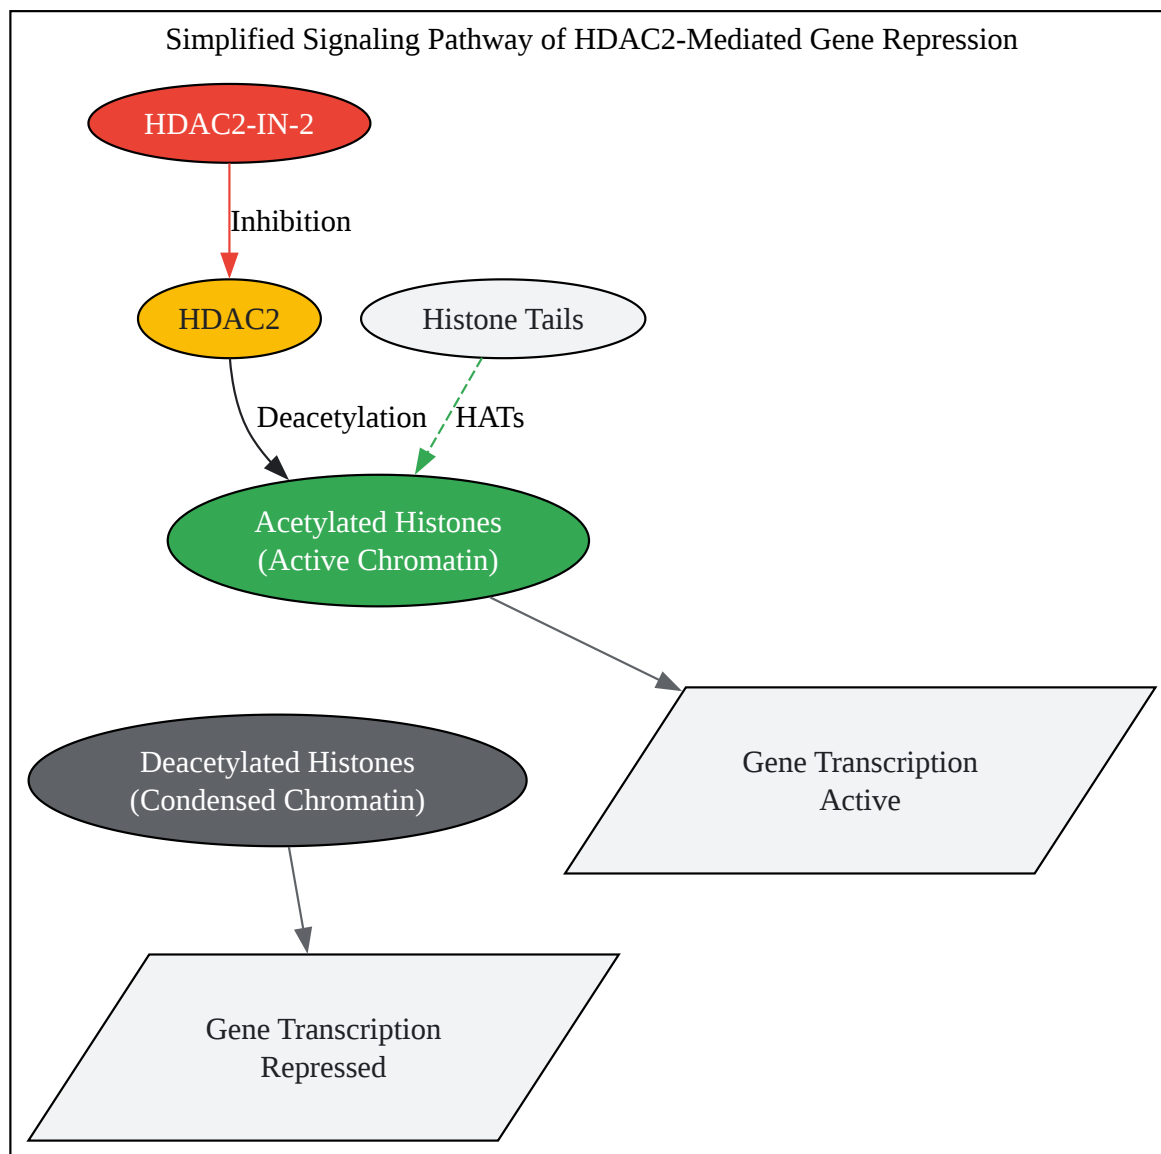 Simplified Signaling Pathway of HDAC2-Mediated Gene Repression
HDAC2-IN-2
Inhibition
HDAC2
Histone Tails
Deacetylation
HATs
Acetylated Histones
(Active Chromatin)
Deacetylated Histones
(Condensed Chromatin)
Gene Transcription
Active
Gene Transcription
Repressed